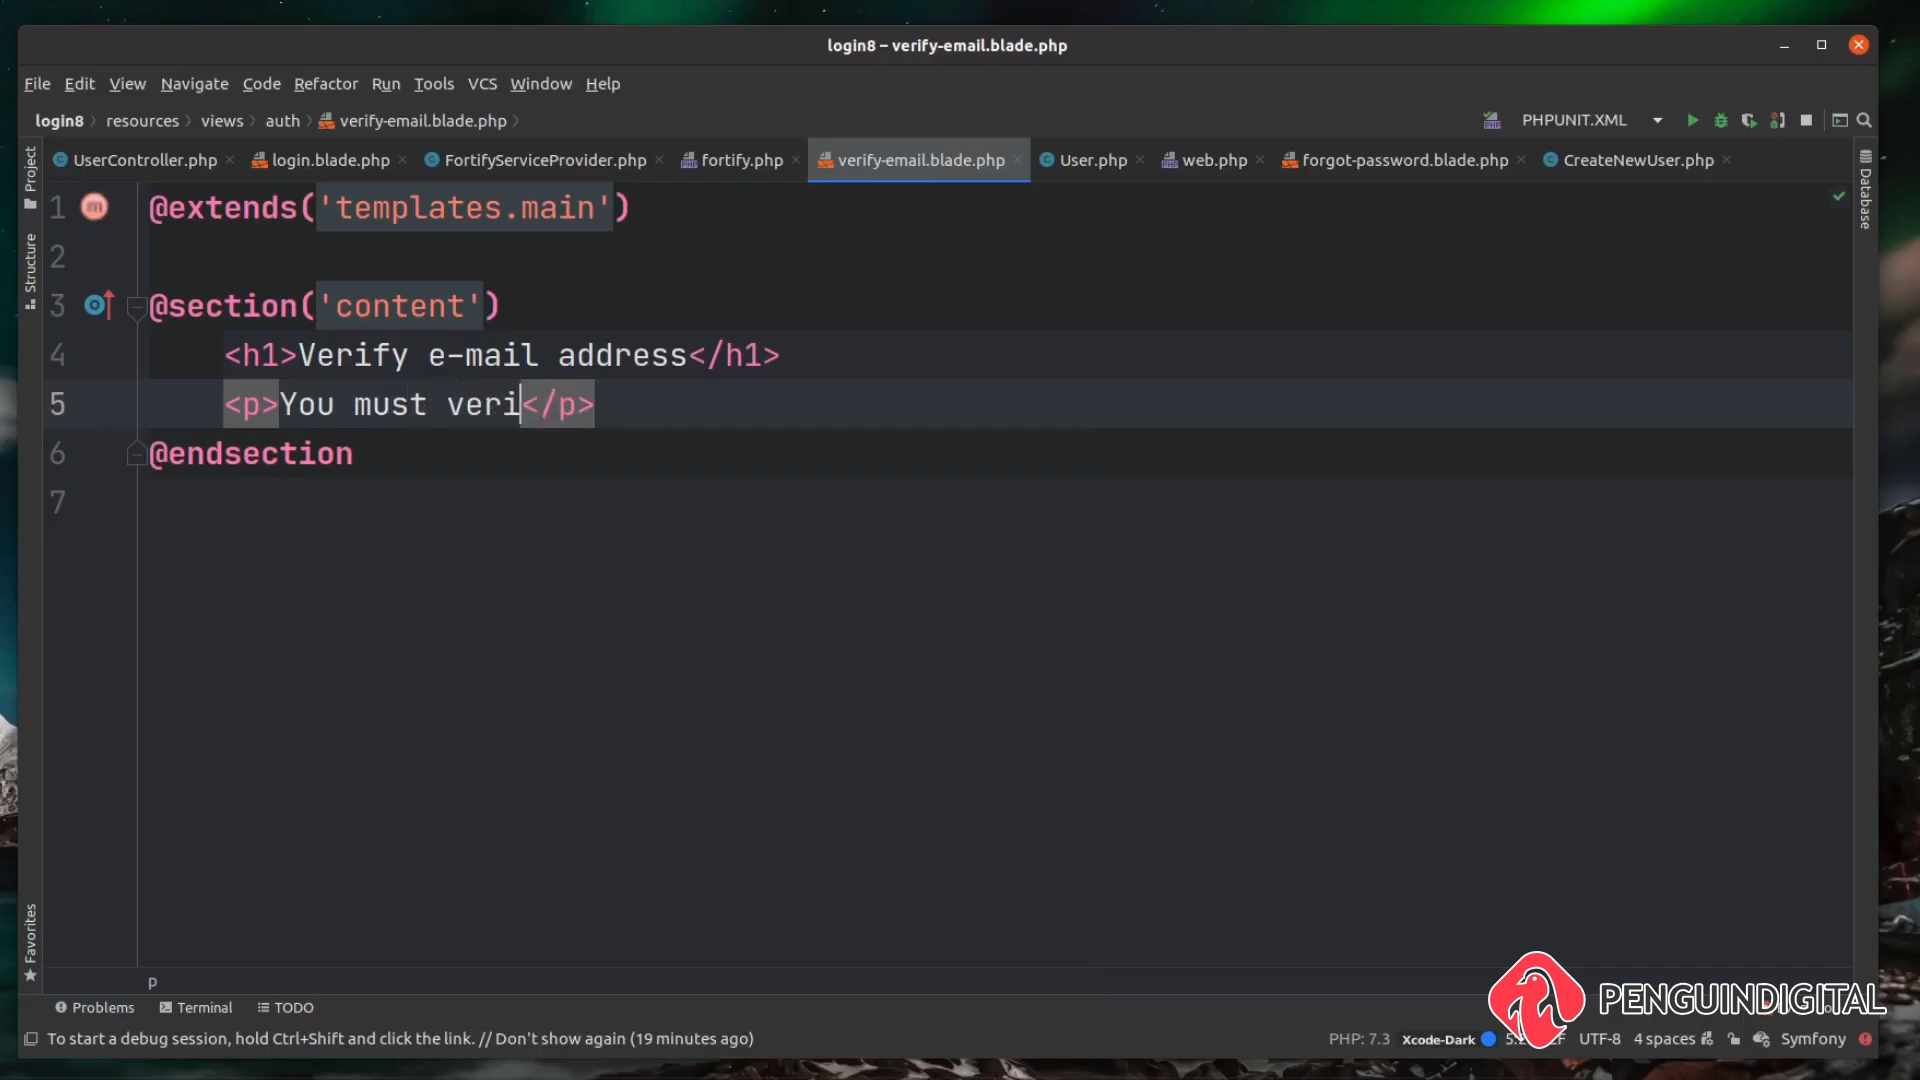 login8 – verify-email.blade.php
File Edit View Navigate Code Refactor Run Tools VCS Window Help
login8 resources views auth verify-email.blade.php PHPUNIT.XML
UserController.php login.blade.php FortifyServiceProvider.php fortify.php verify-email.blade.php User.php web.php forgot-password.blade.php CreateNewUser.php
Project
Structure
Favorites
Database
1 @extends('templates.main')
2
3 @section('content')
4 <h1>Verify e-mail address</h1>
5 <p>You must veri</p>
6 @endsection
7
p
Problems Terminal TODO
PENGUINDIGITAL
To start a debug session, hold Ctrl+Shift and click the link. // Don't show again (19 minutes ago) PHP: 7.3 Xcode-Dark UTF-8 4 spaces Symfony